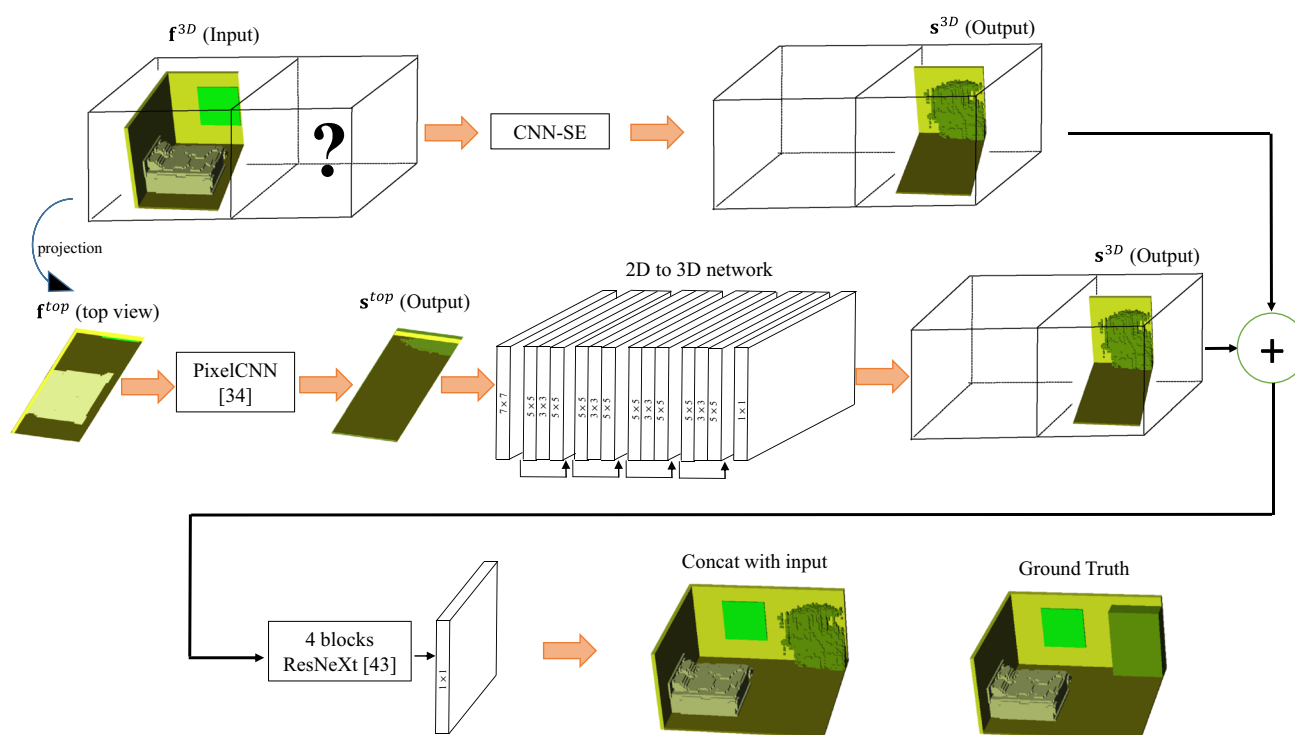 f^3D (Input)
s^3D (Output)
?
CNN-SE
projection
2D to 3D network
s^3D (Output)
f^top (top view)
s^top (Output)
PixelCNN
[34]
7 × 7
5 × 5
3 × 3
5 × 5
5 × 5
3 × 3
5 × 5
5 × 5
3 × 3
5 × 5
5 × 5
3 × 3
5 × 5
1 × 1
+
Concat with input
Ground Truth
4 blocks
ResNeXt [43]
1 × 1